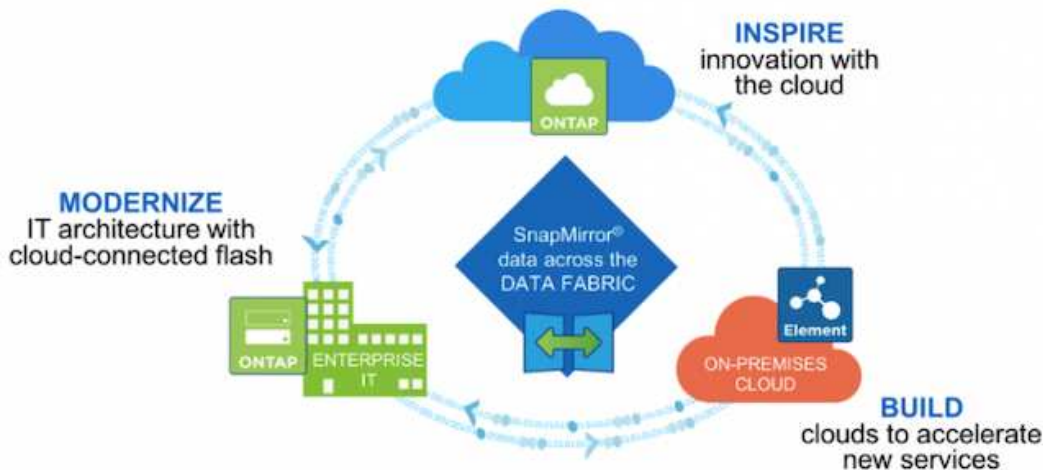 INSPIRE
innovation with
the cloud
ONTAP
MODERNIZE
IT architecture with
cloud-connected flash
SnapMirror®
data across the
DATA FABRIC
ONTAP
ENTERPRISE
IT
Element
ON-PREMISES
CLOUD
BUILD
clouds to accelerate
new services